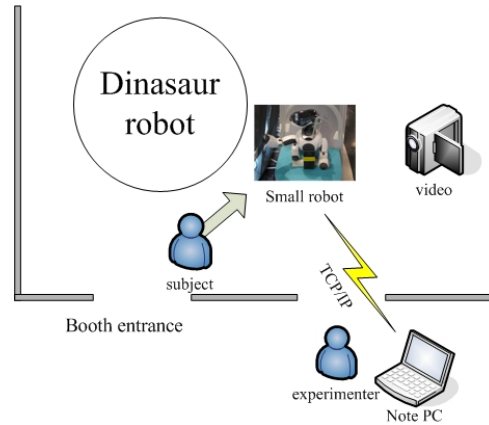 Dinasaur
robot
Small robot
video
subject
TCP/IP
Booth entrance
experimenter
Note PC